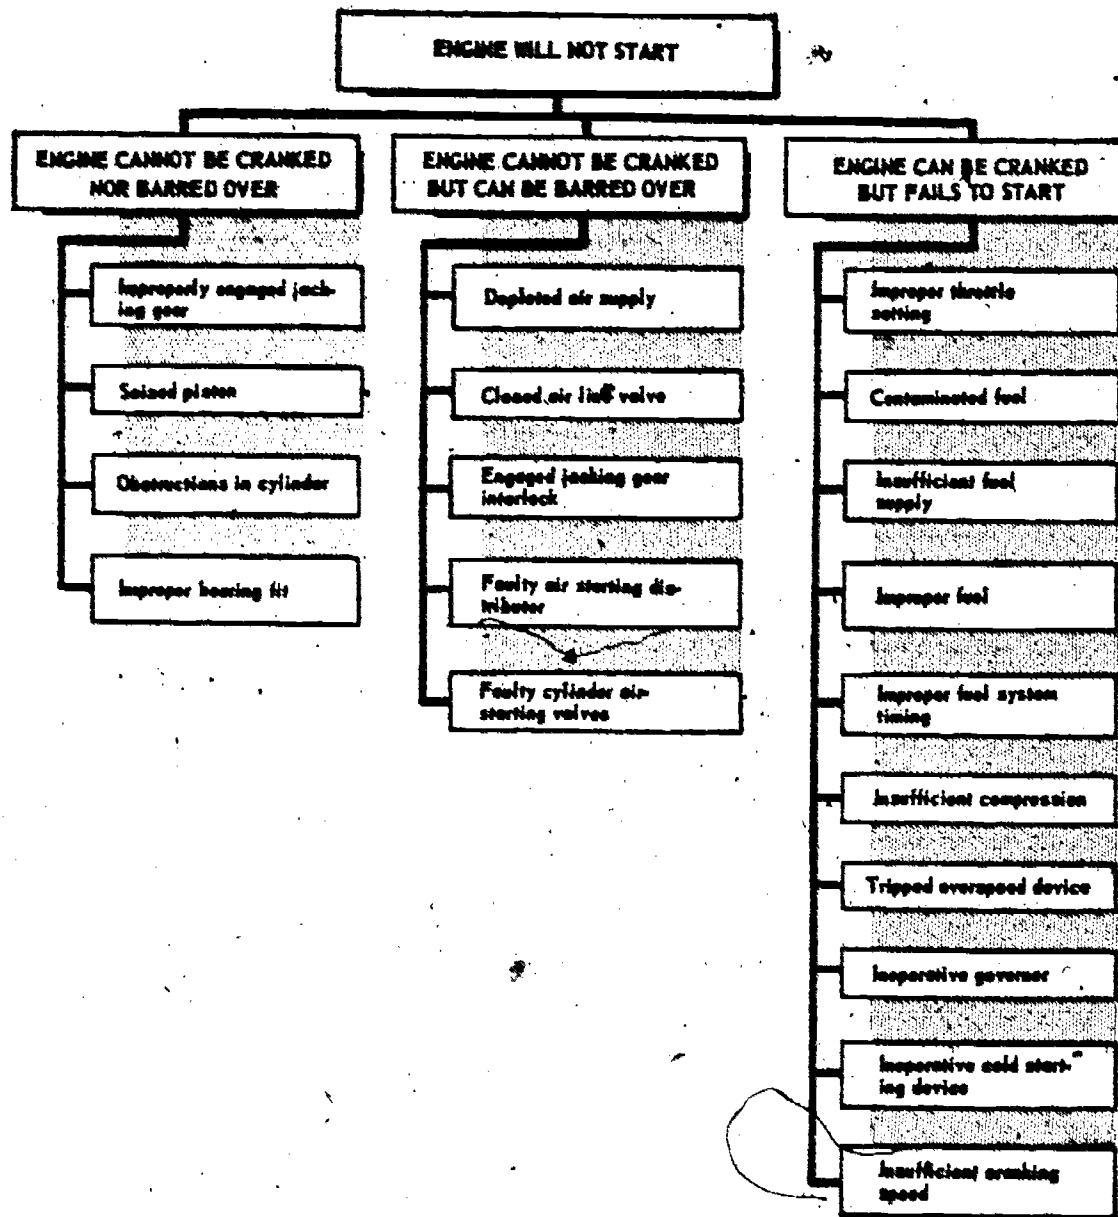 ENGINE WILL NOT START
ENGINE CANNOT BE CRANKED
NOR BARRED OVER
Improperly engaged jack-
ing gear
Seized piston
Obstructions in cylinder
Improper bearing fit
ENGINE CANNOT BE CRANKED
BUT CAN BE BARRED OVER
Depleted air supply
Closed air line valve
Engaged jacking gear
interlock
Faulty air starting dis-
tributor
Faulty cylinder air-
starting valves
ENGINE CAN BE CRANKED
BUT FAILS TO START
Improper throttle
setting
Contaminated fuel
Insufficient fuel
supply
Improper fuel
Improper fuel system
timing
Insufficient compression
Tripped overspeed device
Inoperative governor
Inoperative cold start-
ing device
Insufficient cranking
speed